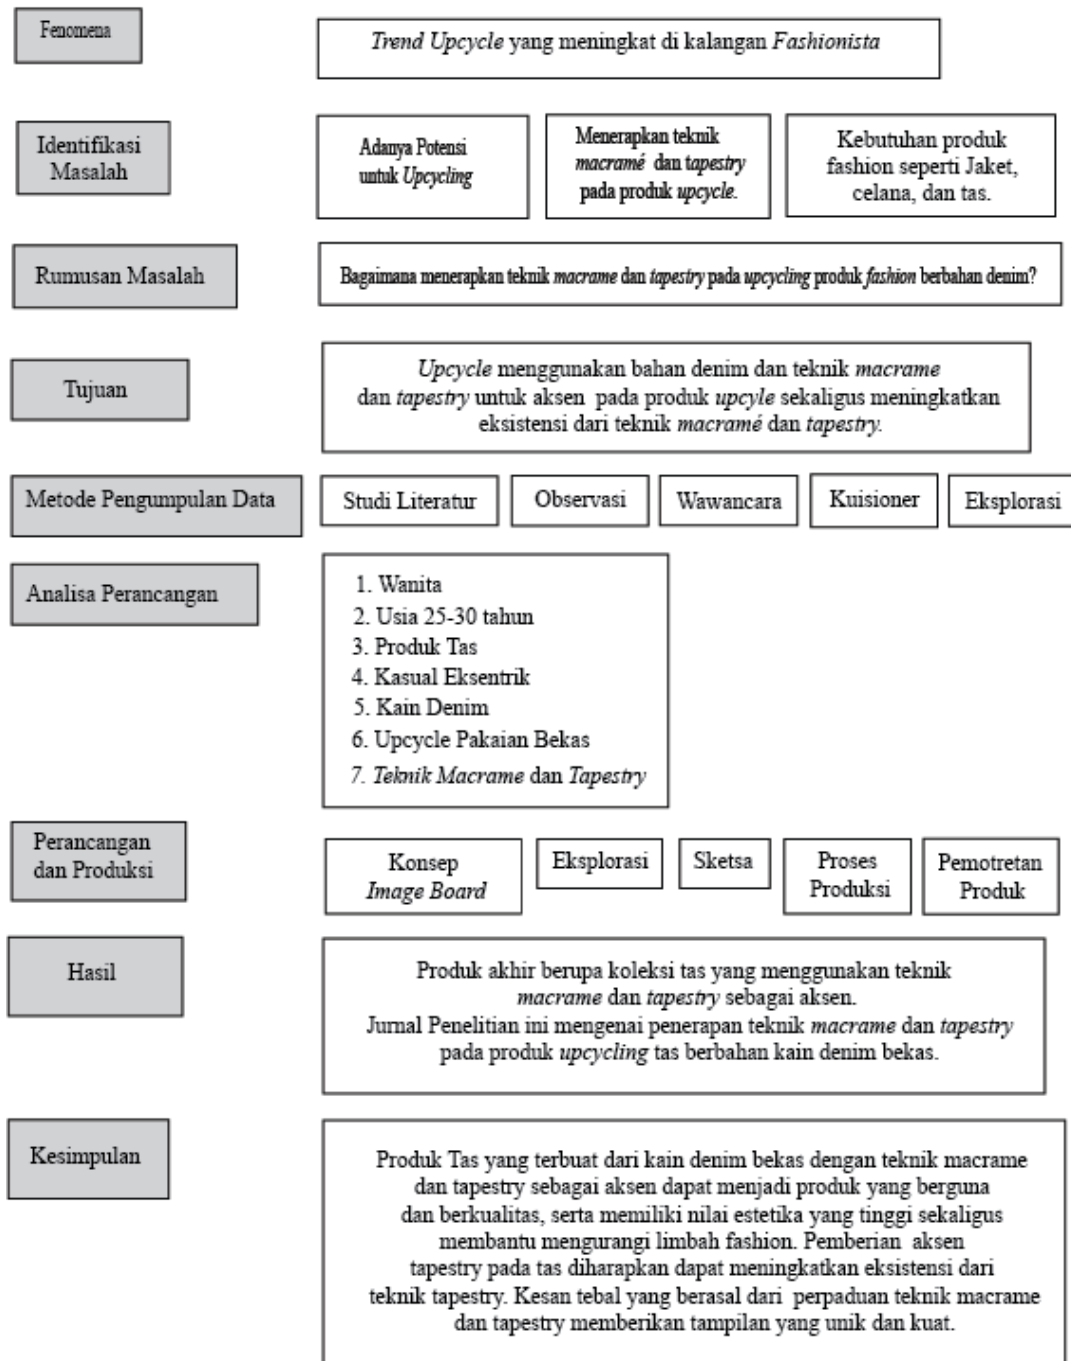 Fenomena
Trend Upcycle yang meningkat di kalangan Fashionista
Identifikasi
Masalah
Adanya Potensi
untuk Upcycling
Menerapkan teknik
macramé dan tapestry
pada produk upcycle.
Kebutuhan produk
fashion seperti Jaket,
celana, dan tas.
Rumusan Masalah
Bagaimana menerapkan teknik macrame dan tapestry pada upcycling produk fashion berbahan denim?
Tujuan
Upcycle menggunakan bahan denim dan teknik macrame
dan tapestry untuk aksen pada produk upcyle sekaligus meningkatkan
eksistensi dari teknik macramé dan tapestry.
Metode Pengumpulan Data
Studi Literatur
Observasi
Wawancara
Kuisioner
Eksplorasi
Analisa Perancangan
1. Wanita
2. Usia 25-30 tahun
3. Produk Tas
4. Kasual Eksentrik
5. Kain Denim
6. Upcycle Pakaian Bekas
7. Teknik Macrame dan Tapestry
Perancangan
dan Produksi
Konsep
Image Board
Eksplorasi
Sketsa
Proses
Produksi
Pemotretan
Produk
Hasil
Produk akhir berupa koleksi tas yang menggunakan teknik
macrame dan tapestry sebagai aksen.
Jurnal Penelitian ini mengenai penerapan teknik macrame dan tapestry
pada produk upcycling tas berbahan kain denim bekas.
Kesimpulan
Produk Tas yang terbuat dari kain denim bekas dengan teknik macrame
dan tapestry sebagai aksen dapat menjadi produk yang berguna
dan berkualitas, serta memiliki nilai estetika yang tinggi sekaligus
membantu mengurangi limbah fashion. Pemberian aksen
tapestry pada tas diharapkan dapat meningkatkan eksistensi dari
teknik tapestry. Kesan tebal yang berasal dari perpaduan teknik macrame
dan tapestry memberikan tampilan yang unik dan kuat.